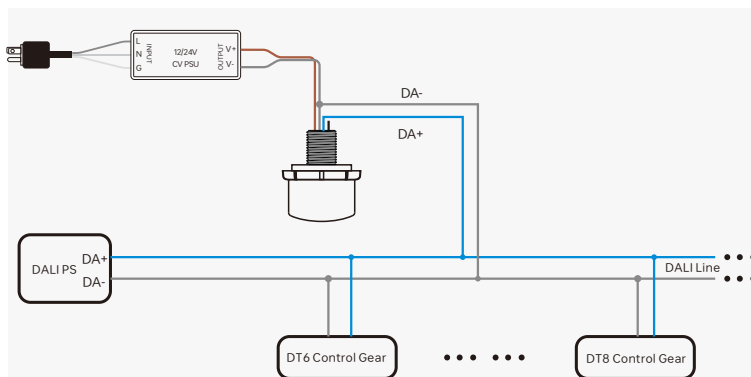 L
N
G
INPUT
12/24V
CV PSU
OUTPUT
V+
V-
DA-
DA+
DALI PS
DA+
DA-
DALI Line
DT6 Control Gear
DT8 Control Gear